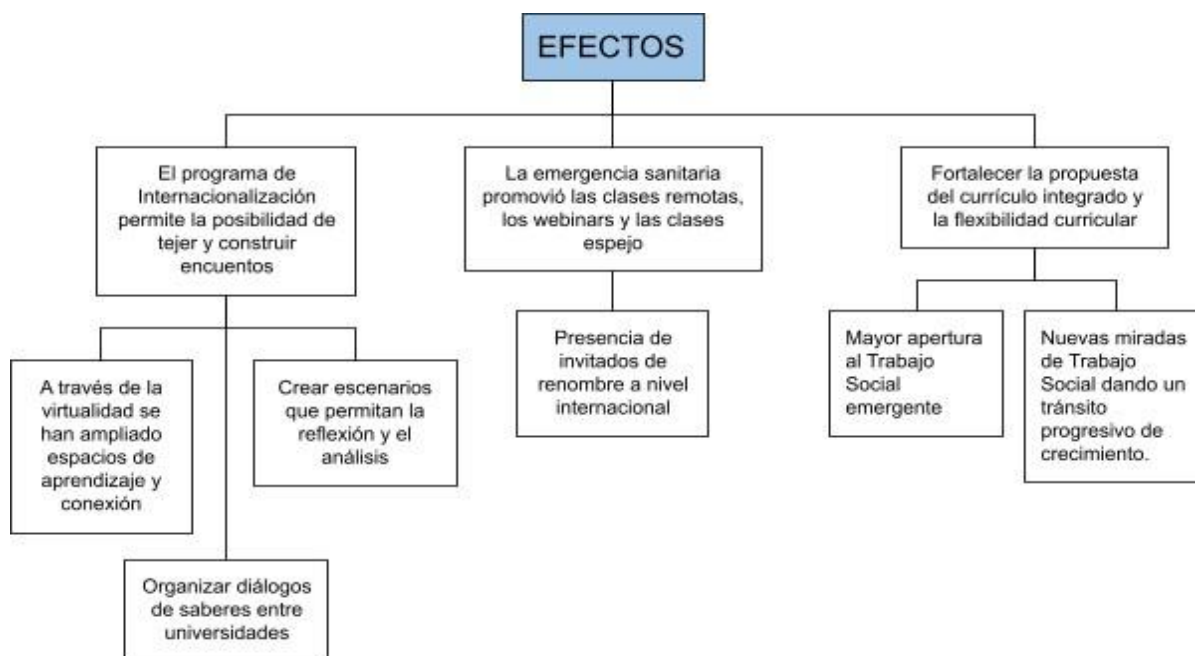 EFECTOS
El programa de
Internacionalización
permite la posibilidad de
tejer y construir
encuentos
La emergencia sanitaria
promovió las clases remotas,
los webinars y las clases
espejo
Fortalecer la propuesta
del currículo integrado y
la flexibilidad curricular
A través de la
virtualidad se
han ampliado
espacios de
aprendizaje y
conexión
Crear escenarios
que permitan la
reflexión y el
análisis
Organizar diálogos
de saberes entre
universidades
Presencia de
invitados de
renombre a nivel
internacional
Mayor apertura
al Trabajo
Social
emergente
Nuevas miradas
de Trabajo
Social dando un
tránsito
progresivo de
crecimiento.